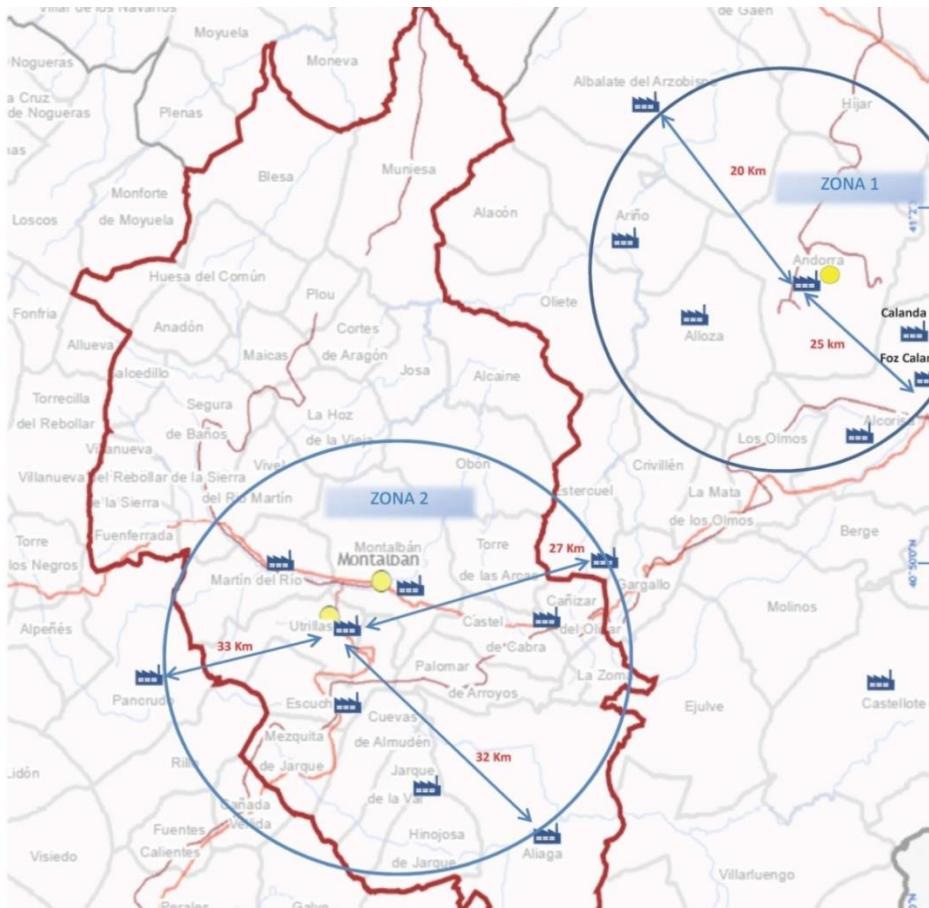 Villar de los Navarros
de Gaén
Moyuela
Moneva
Nogueras
Albalate del Arzobispo
a Cruz
de Nogueras
Plenas
Híjar
Muniesa
20 Km
Blesa
ZONA 1
Monforte
de Moyuela
Loscos
Alacón
Ariño
Huesa del Común
Andorra
Plou
Oliete
Fonfría
Anadón
Calanda
Cortes
de Aragón
Alloza
Allueva
25 km
Maicas
Foz Calan
Salcedillo
Josa
Alcaine
Torrecilla
del Rebollar
Segura
de Baños
La Hoz
de la Vieja
Alcorisa
Los Olmos
Villanueva
Vivel
Obón
Crivillén
Villanueva del Rebollar de la Sierra
de la Sierra
del Río Martín
ZONA 2
Estercuel
La Mata
de los Olmos
Berge
Fuenferrada
Torre
los Negros
Montalbán
Montalbán
Torre
de las Arcas
27 Km
40°50'0"N
Martín del Río
Gargallo
Cañizar
del Olivar
Molinos
Alpeñés
Utrillas
Castel
de Cabra
33 Km
Palomar
de Arroyos
La Zoma
Pancrudo
Escuch
Ejulve
Castellote
Cuevas
de Almudén
Mezquita
de Jarque
32 Km
Rillo
Lidón
Jarque
de la Val
Cañada
Vellida
Fuentes
Calientes
Hinojosa
de Jarque
Aliaga
Visiedo
Villarluengo
Perales
Galve